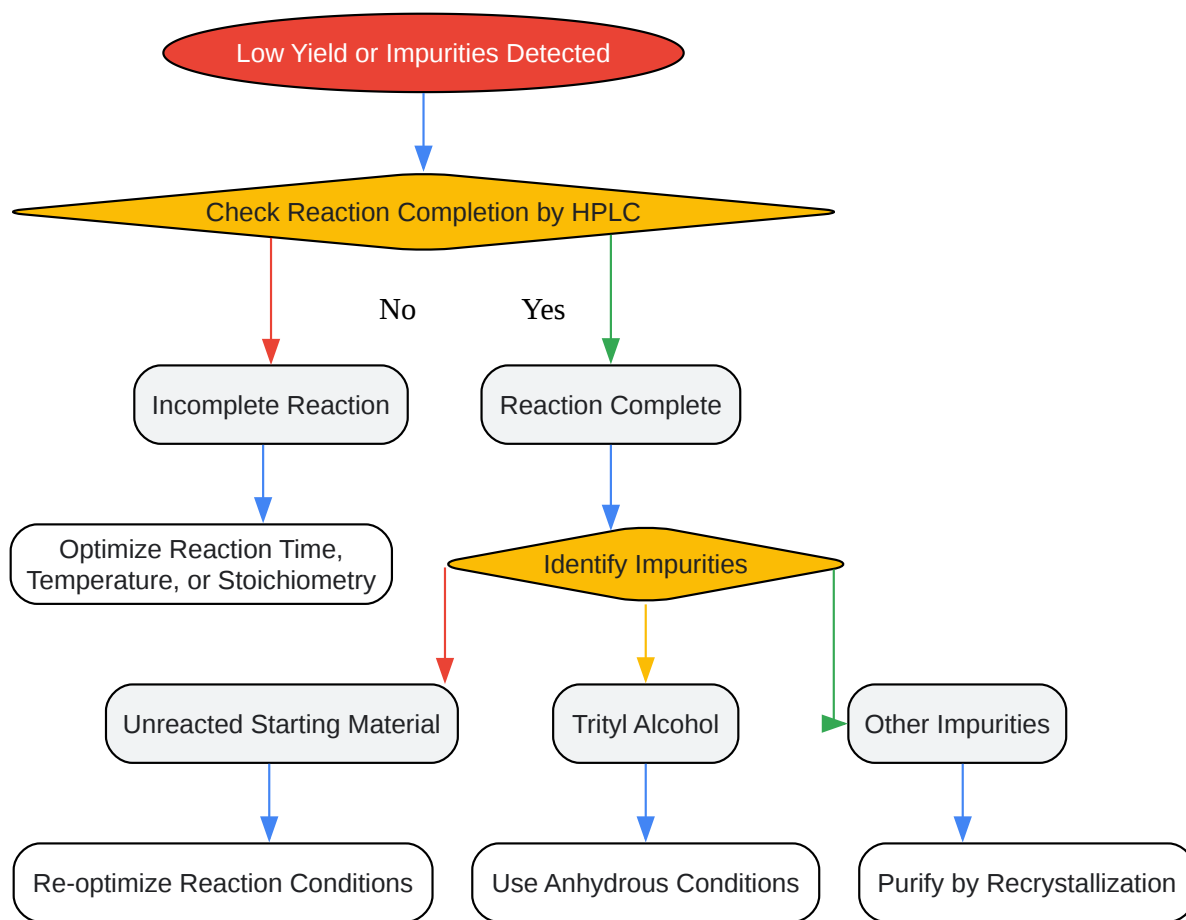 Low Yield or Impurities Detected
Check Reaction Completion by HPLC
No
Yes
Incomplete Reaction
Reaction Complete
Optimize Reaction Time,
Temperature, or Stoichiometry
Identify Impurities
Unreacted Starting Material
Trityl Alcohol
Other Impurities
Re-optimize Reaction Conditions
Use Anhydrous Conditions
Purify by Recrystallization